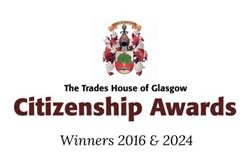 The Trades House of Glasgow
Citizenship Awards
Winners 2016 & 2024